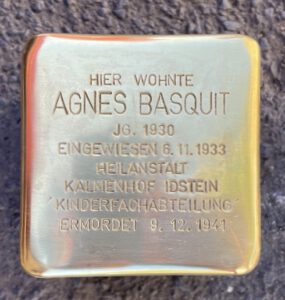 HIER WOHNTE
AGNES BASQUIT
JG. 1930
EINGEWIESEN 6.11.1933
HEILANSTALT
KALMENHOF IDSTEIN
'KINDERFACHABTEILUNG'
ERMORDET 9.12.1941